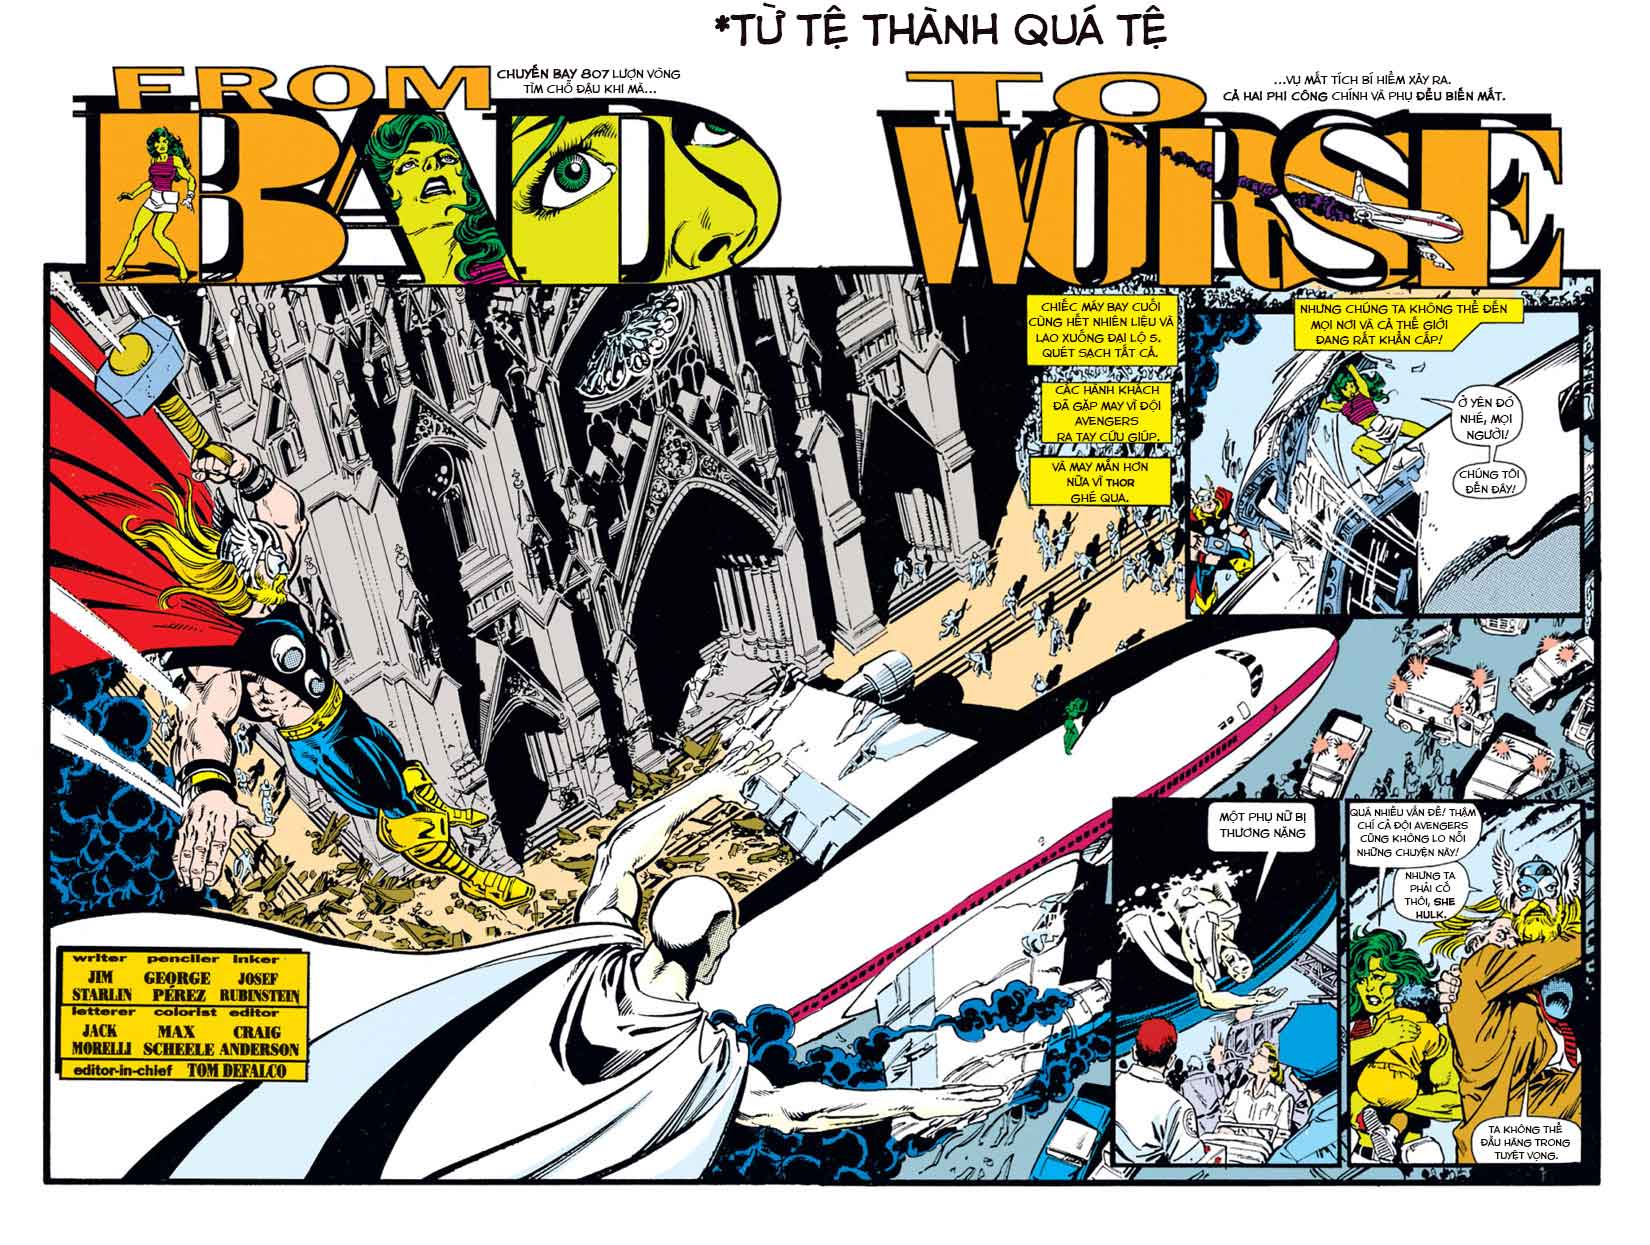 *TỪ TỆ THÀNH QUÁ TỆ
FROM
BAD
CHUYẾN BAY 807 LƯỢN VÒNG
TÌM CHỖ ĐẬU KHI MÀ...
TO
WORSE
...VỤ MẤT TÍCH BÍ HIỂM XẢY RA.
CẢ HAI PHI CÔNG CHÍNH VÀ PHỤ ĐỀU BIẾN MẤT.
CHIẾC MÁY BAY CUỐI
CÙNG HẾT NHIÊN LIỆU VÀ
LAO XUỐNG ĐẠI LỘ 5.
QUÉT SẠCH TẤT CẢ.
CÁC HÀNH KHÁCH
ĐÃ GẶP MAY VÌ ĐỘI
AVENGERS
RA TAY CỨU GIÚP.
VÀ MAY MẮN HƠN
NỮA VÌ THOR
GHÉ QUA.
NHƯNG CHÚNG TA KHÔNG THỂ ĐẾN
MỌI NƠI VÀ CẢ THẾ GIỚI
ĐANG RẤT KHẨN CẤP!
Ở YÊN ĐÓ
NHÉ, MỌI
NGƯỜI!
CHÚNG TÔI
ĐẾN ĐÂY!
MỘT PHỤ NỮ BỊ
THƯƠNG NẶNG
QUÁ NHIỀU VẤN ĐỀ! THẬM
CHÍ CẢ ĐỘI AVENGERS
CŨNG KHÔNG LO NỔI
NHỮNG CHUYỆN NÀY!
NHƯNG TA
PHẢI CỐ
THÔI, SHE
HULK.
TA KHÔNG THỂ
ĐẦU HÀNG TRONG
TUYỆT VỌNG.
writer penciler inker
JIM GEORGE JOSEF
STARLIN PÉREZ RUBINSTEIN
letterer colorist editor
JACK MAX CRAIG
MORELLI SCHEELE ANDERSON
editor-in-chief TOM DEFALCO